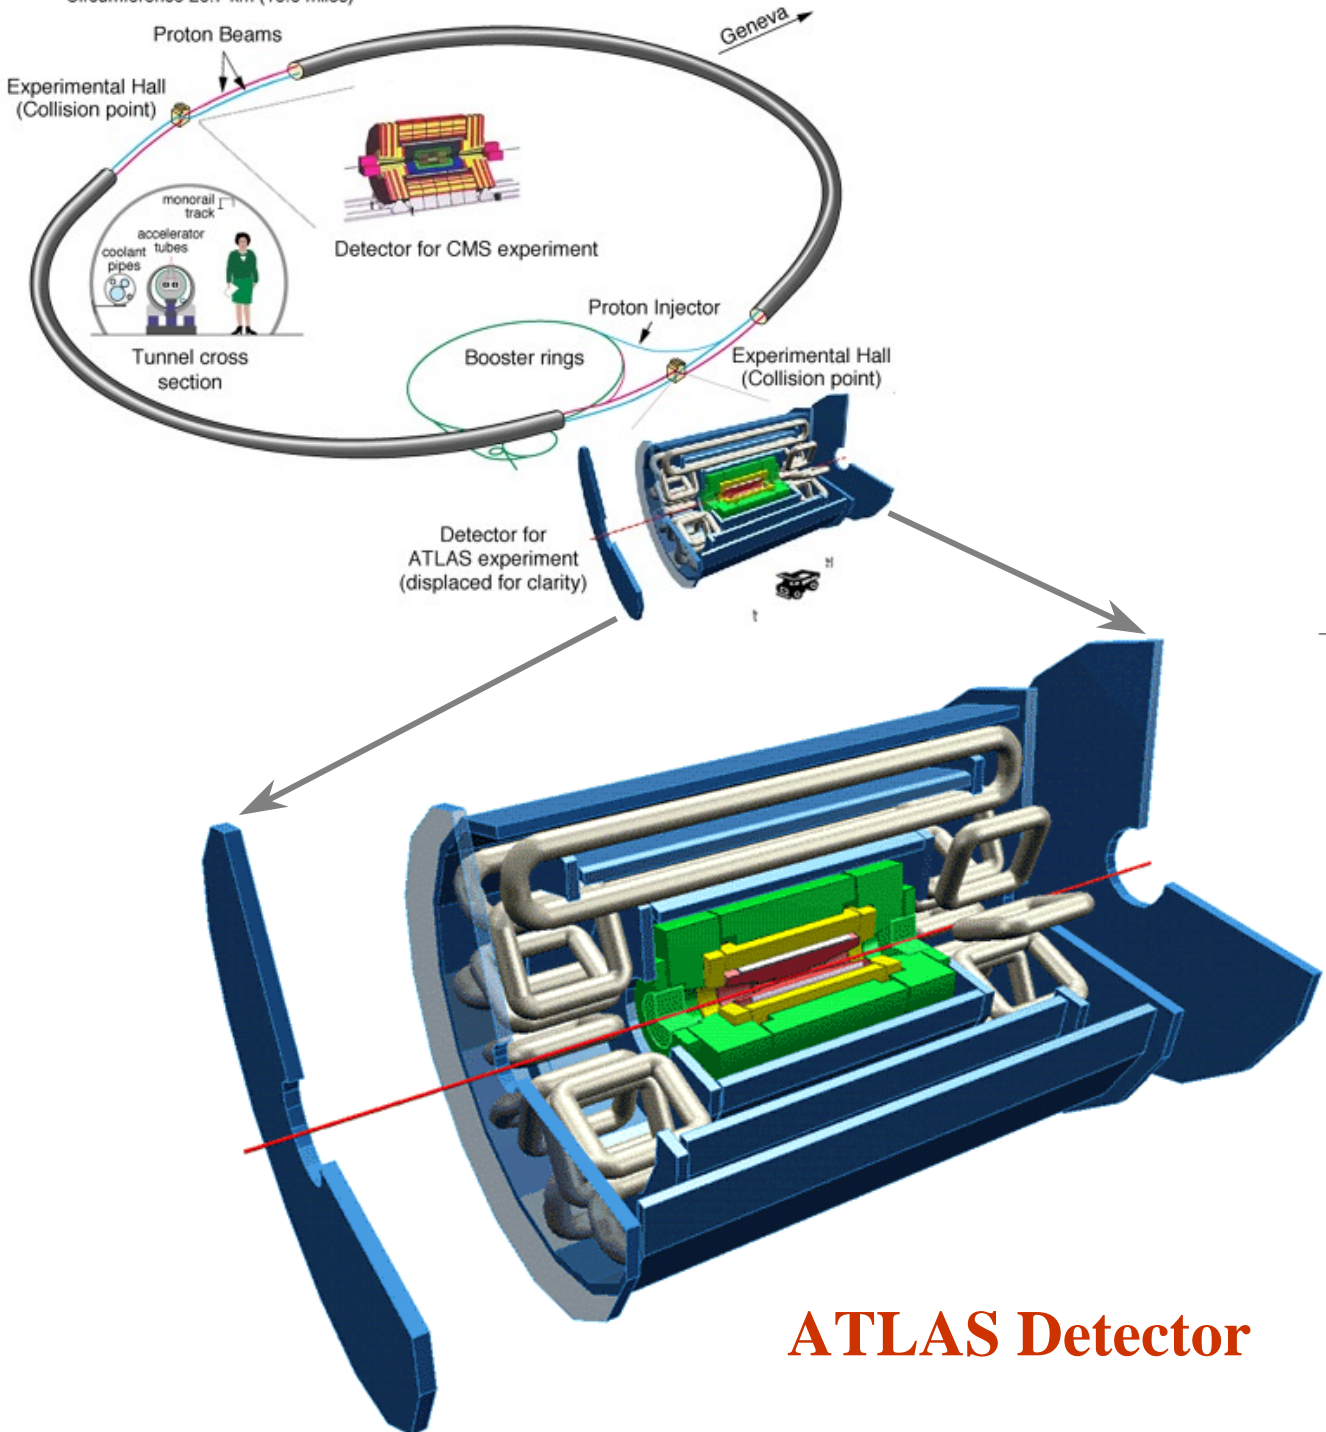 Proton Beams
Geneva
Experimental Hall
(Collision point)
monorail
track
accelerator
tubes
coolant
pipes
Detector for CMS experiment
Tunnel cross
section
Proton Injector
Booster rings
Experimental Hall
(Collision point)
Detector for
ATLAS experiment
(displaced for clarity)
ATLAS Detector